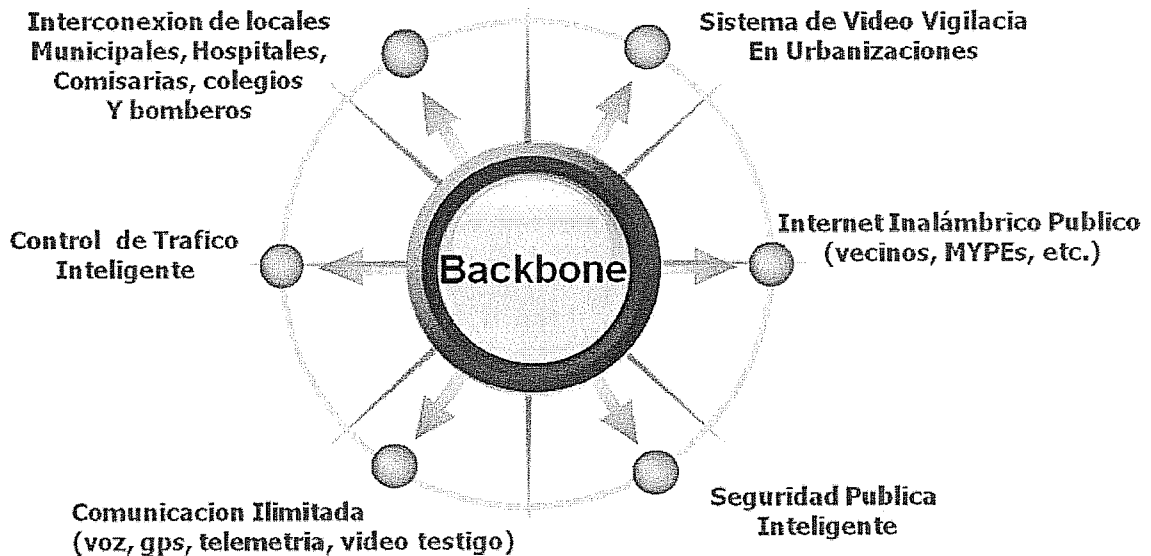 Interconexion de locales
Municipales, Hospitales,
Comisarias, colegios
Y bomberos
Sistema de Video Vigilacia
En Urbanizaciones
Control de Trafico
Inteligente
Backbone
Internet Inalámbrico Publico
(vecinos, MYPEs, etc.)
Comunicacion Ilimitada
(voz, gps, telemetria, video testigo)
Seguridad Publica
Inteligente